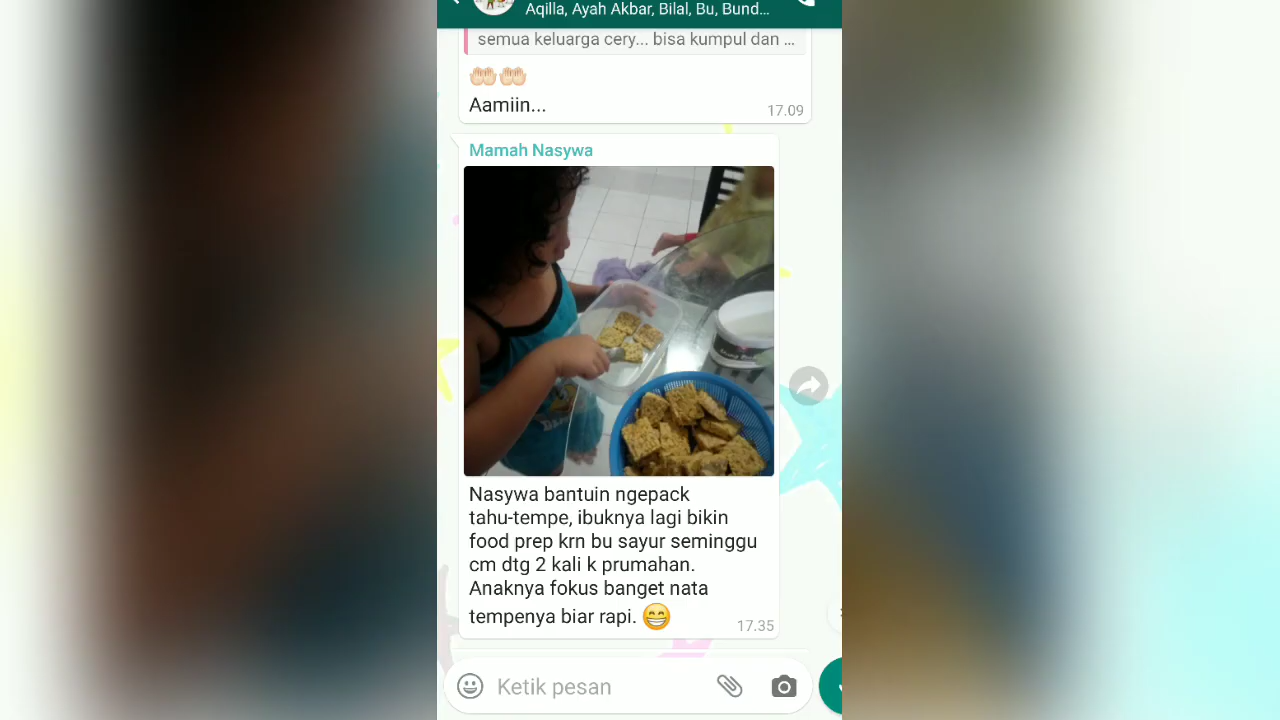 Aqilla, Ayah Akbar, Bilal, Bu, Bund...
semua keluarga cery... bisa kumpul dan ...
🤲🏻🤲🏻
Aamiin...
17.09
Mamah Nasywa
Nasywa bantuin ngepack
tahu-tempe, ibuknya lagi bikin
food prep krn bu sayur seminggu
cm dtg 2 kali k prumahan.
Anaknya fokus banget nata
tempenya biar rapi. 😁
17.35
Ketik pesan